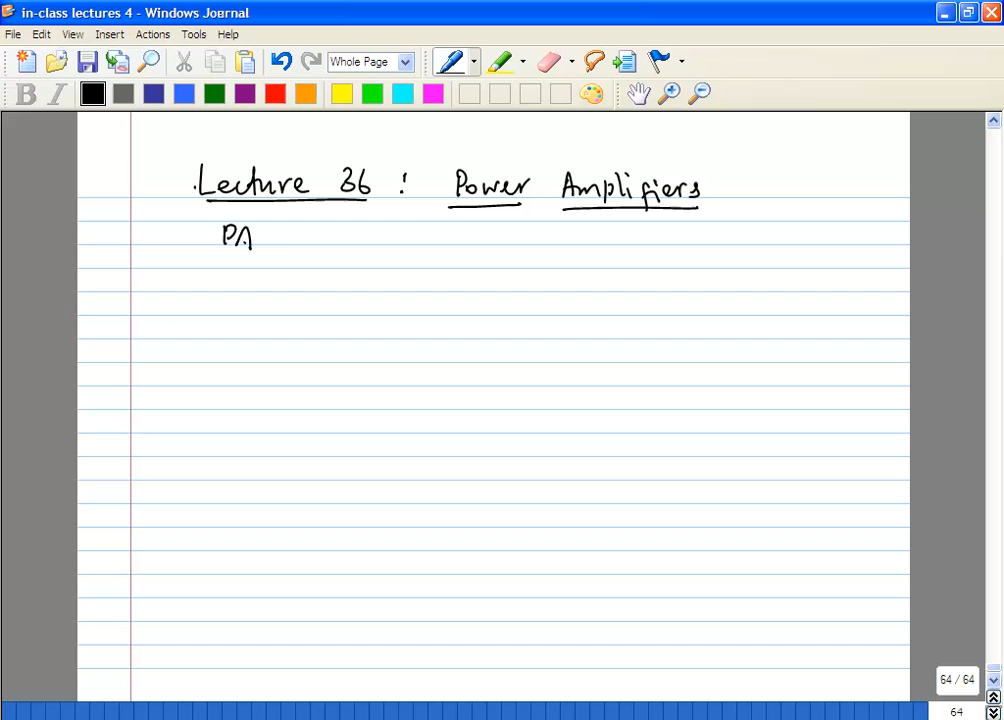 in-class lectures 4 - Windows Journal
File Edit View Insert Actions Tools Help
Whole Page
B I
Lecture 36 : Power Amplifiers
PA
64 / 64
64